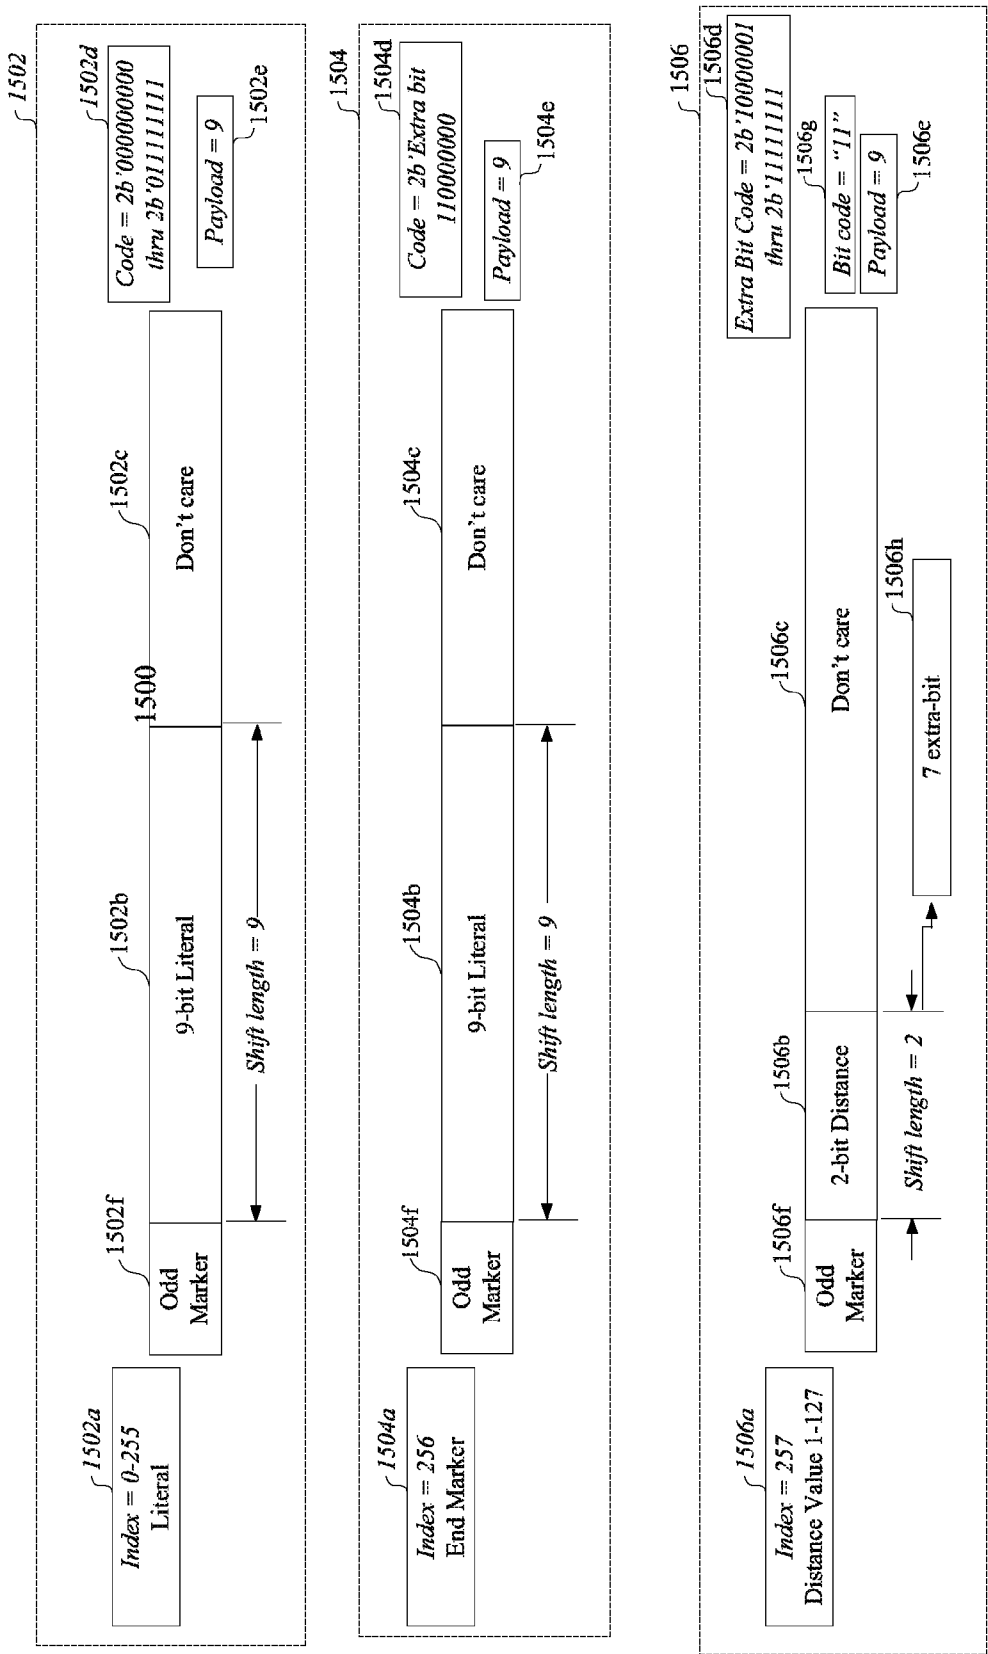 1502
1502a
Index = 0-255
Literal
1502f
Odd
Marker
1502b
9-bit Literal
1500
1502c
Don't care
1502d
Code = 2b'000000000
thru 2b'011111111
Payload = 9
1502e
Shift length = 9
1504
1504a
Index = 256
End Marker
1504f
Odd
Marker
1504b
9-bit Literal
1504c
Don't care
1504d
Code = 2b'Extra bit
110000000
Payload = 9
1504e
Shift length = 9
1506
1506a
Index = 257
Distance Value 1-127
1506f
Odd
Marker
1506b
2-bit Distance
1506c
Don't care
1506d
Extra Bit Code = 2b'10000001
thru 2b'11111111
1506g
Bit code = "11"
Payload = 9
1506e
Shift length = 2
1506h
7 extra-bit